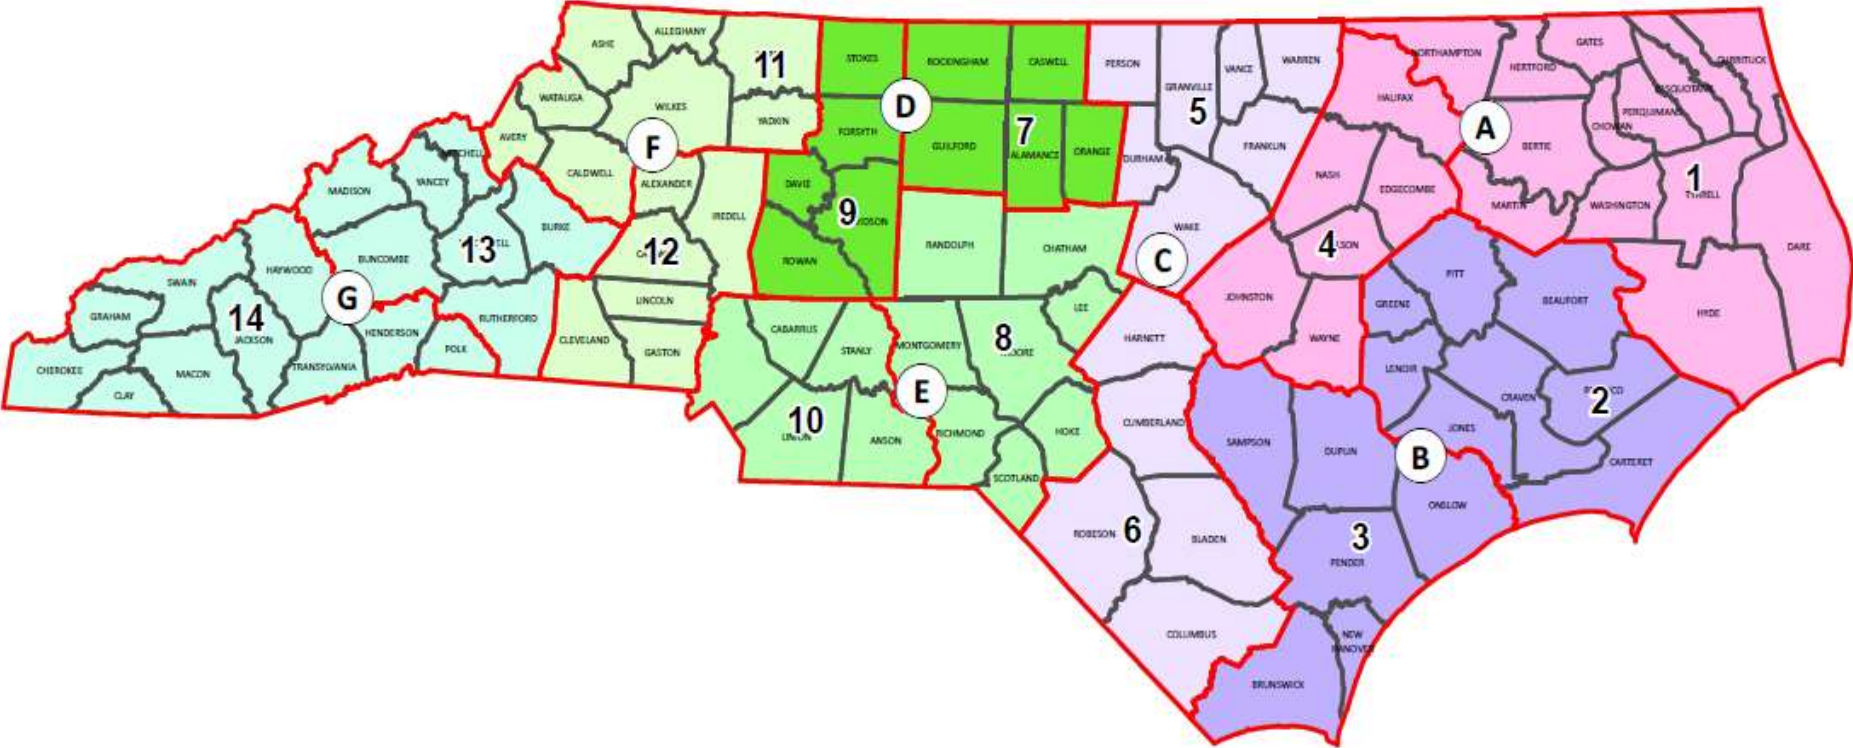 ASHE
ALLEGHANY
11
STOKES
ROCKINGHAM
CASWELL
PERSON
GRANVILLE
VANCE
WARREN
NORTHAMPTON
HERTFORD
GATES
CURRITUCK
WATAUGA
WILKES
YADKIN
D
FORSYTH
GUILFORD
7
ALAMANCE
ORANGE
DURHAM
5
FRANKLIN
HALIFAX
A
BERTIE
CHOWAN
PERQUIMANS
PASQUOTANK
AVERY
F
CALDWELL
ALEXANDER
IREDELL
DAVIE
9
DSON
ROWAN
RANDOLPH
CHATHAM
WAKE
C
NASH
EDGECOMBE
MARTIN
WASHINGTON
1
DARE
MADISON
YANCEY
BURKE
BUNCOMBE
13
12
LINCOLN
4
JOHNSTON
WAYNE
PITT
GREENE
BEAUFORT
HYDE
SWAIN
HAYWOOD
G
GRAHAM
14
JACKSON
HENDERSON
RUTHERFORD
POLK
CLEVELAND
GASTON
CABARRUS
STANLY
MONTGOMERY
8
LEE
HARNETT
LENOIR
CRAVEN
2
JONES
CARTERET
CHEROKEE
CLAY
MACON
TRANSYLVANIA
E
10
ANSON
RICHMOND
HOKE
SCOTLAND
CUMBERLAND
SAMPSON
DUPLIN
B
ONSLOW
ROBESON
6
BLADEN
3
PENDER
COLUMBUS
NEW
HANOVER
BRUNSWICK